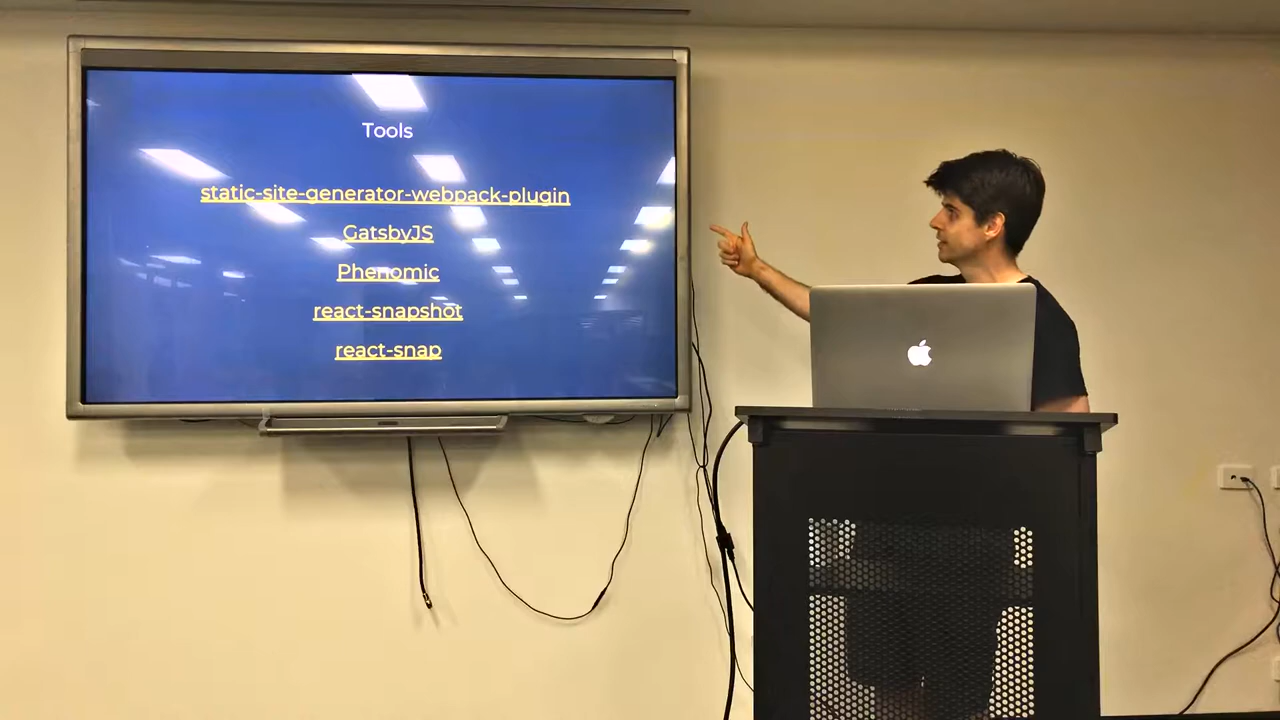 Tools
static-site-generator-webpack-plugin
GatsbyJS
Phenomic
react-snapshot
react-snap